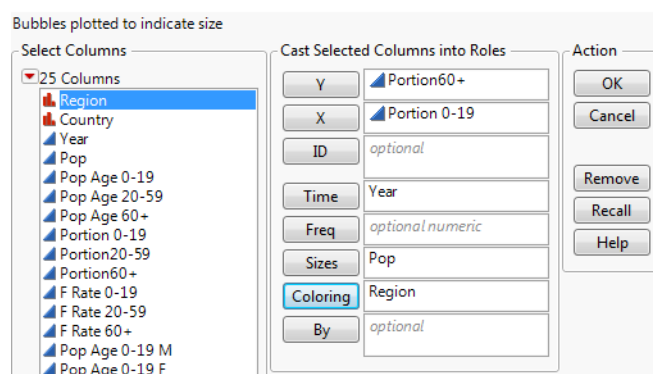 Bubbles plotted to indicate size
Select Columns
25 Columns
Region
Country
Year
Pop
Pop Age 0-19
Pop Age 20-59
Pop Age 60+
Portion 0-19
Portion20-59
Portion60+
F Rate 0-19
F Rate 20-59
F Rate 60+
Pop Age 0-19 M
Pop Age 0-19 F
Cast Selected Columns into Roles
Y Portion60+
X Portion 0-19
ID optional
Time Year
Freq optional numeric
Sizes Pop
Coloring Region
By optional
Action
OK
Cancel
Remove
Recall
Help